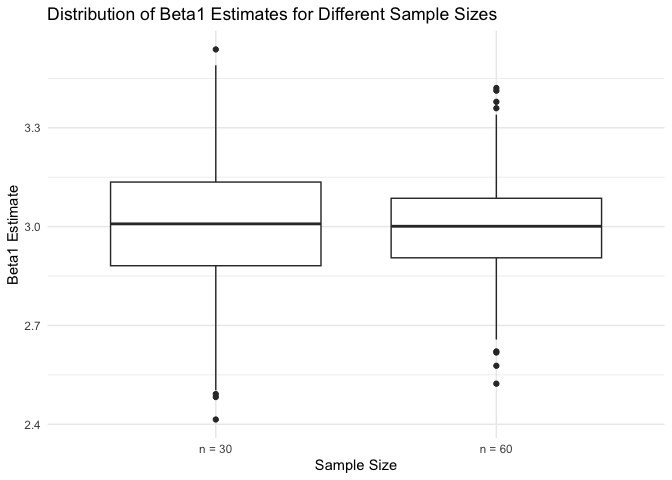 Distribution of Beta1 Estimates for Different Sample Sizes
Beta1 Estimate
3.3
3.0
2.7
2.4
n = 30
n = 60
Sample Size